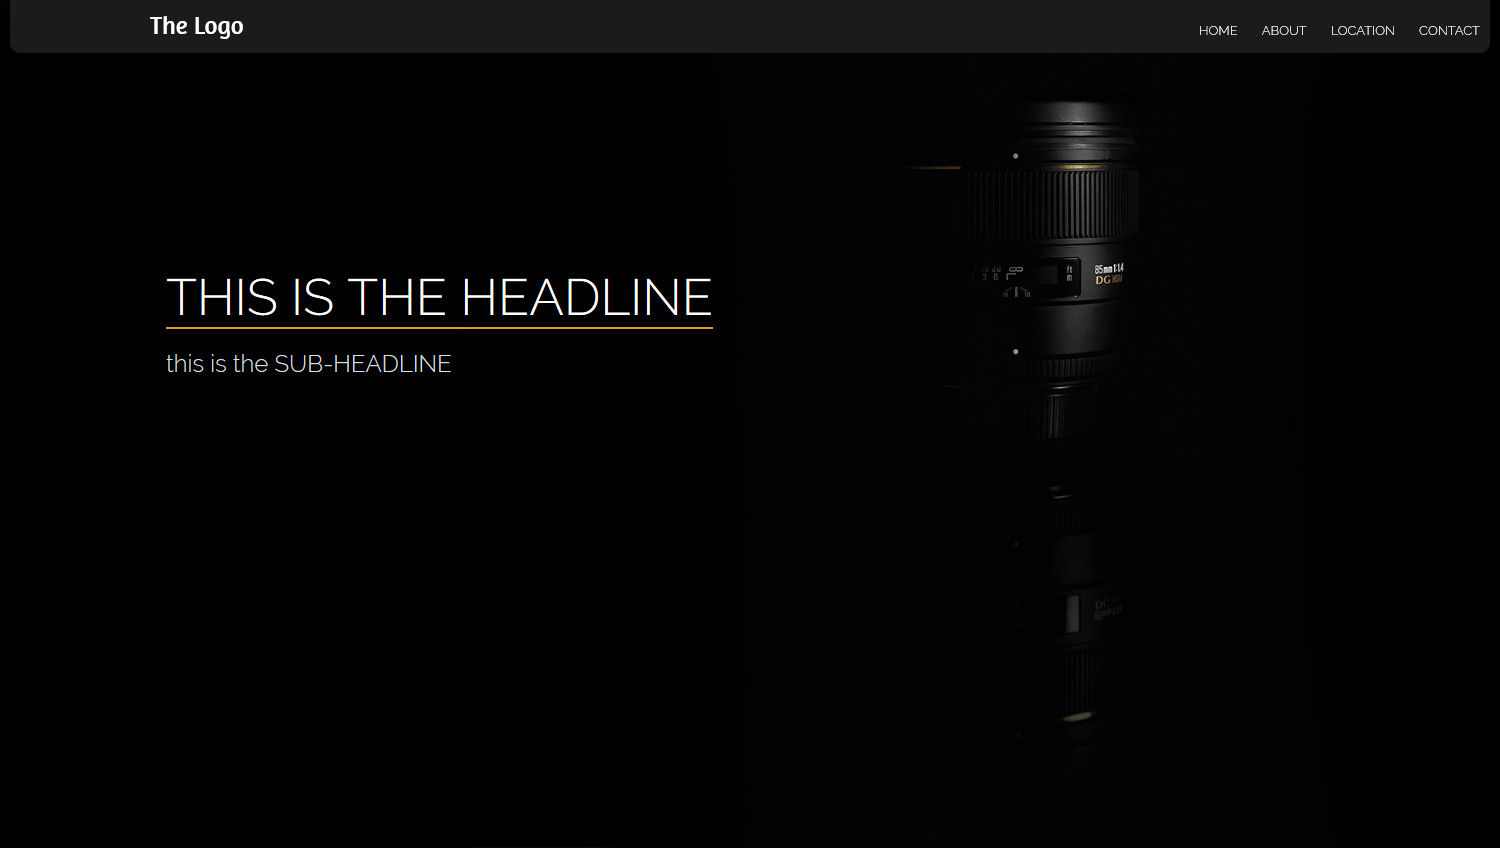 The Logo
HOME ABOUT LOCATION CONTACT
THIS IS THE HEADLINE
this is the SUB-HEADLINE
ft
m
85mm 1:1.4
DG HSM